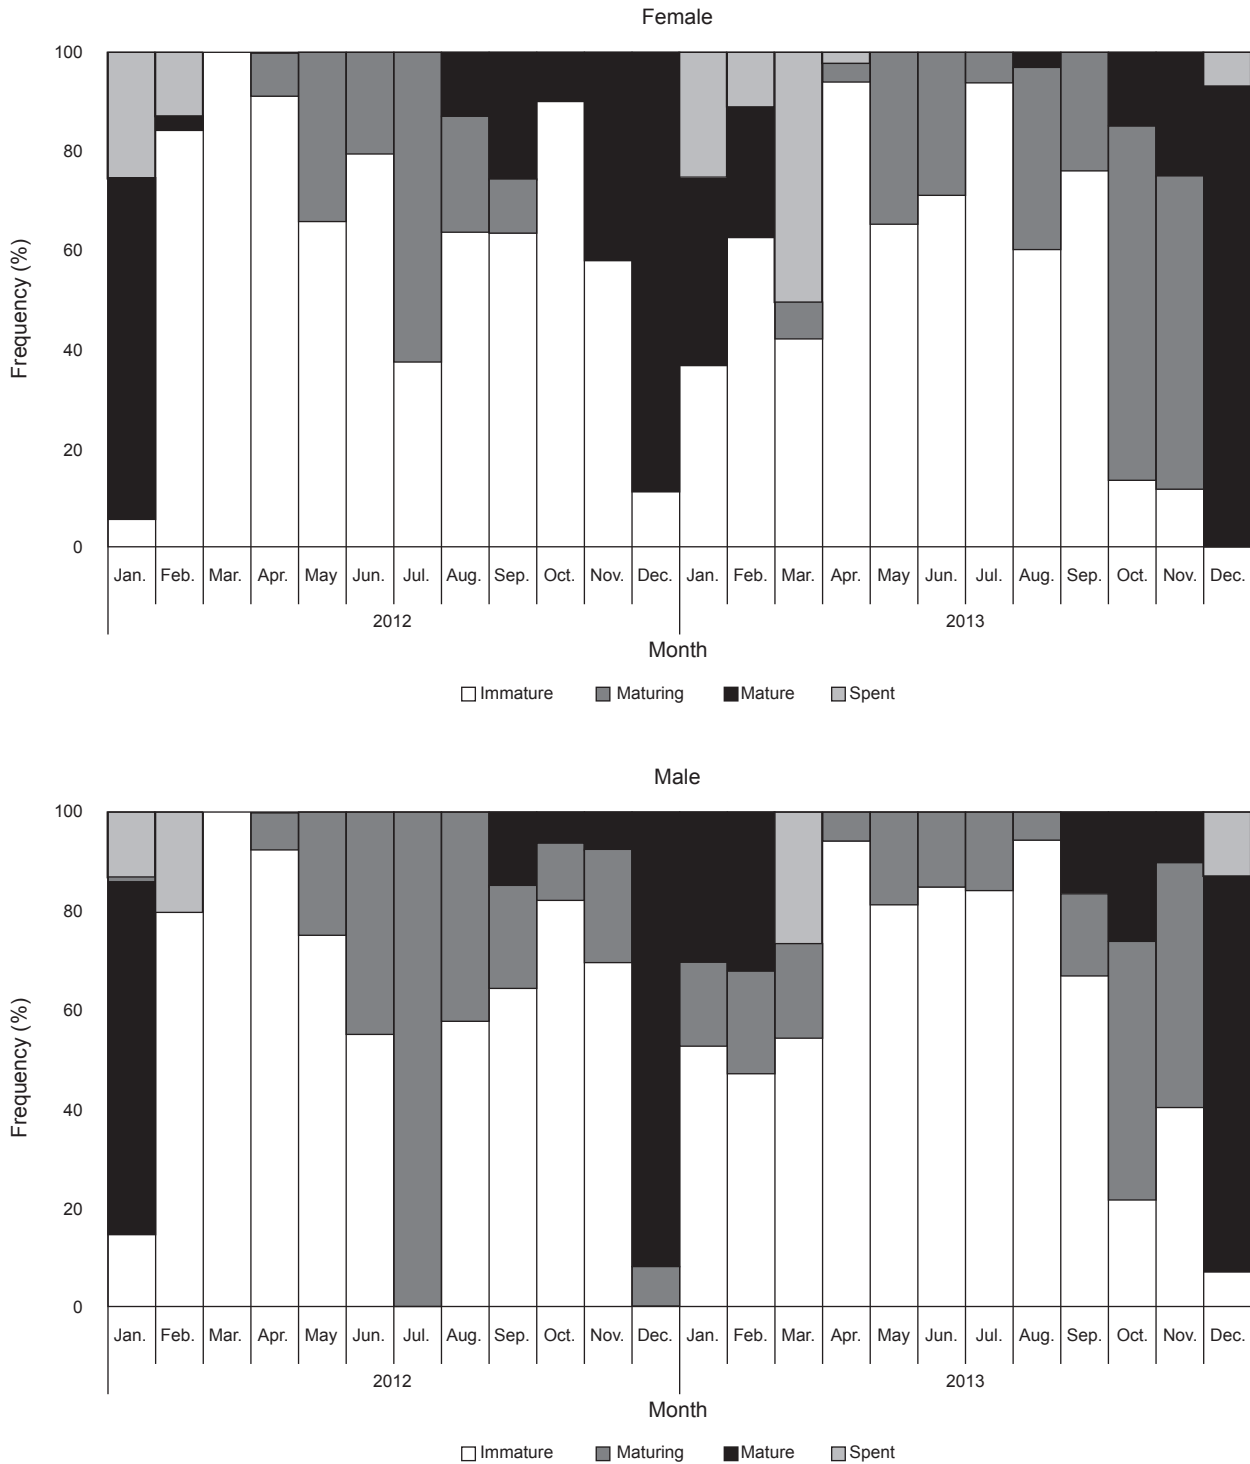 Female
100
80
60
40
20
0
Frequency (%)
Jan. Feb. Mar. Apr. May Jun. Jul. Aug. Sep. Oct. Nov. Dec. Jan. Feb. Mar. Apr. May Jun. Jul. Aug. Sep. Oct. Nov. Dec.
2012 2013
Month
Immature Maturing Mature Spent
Male
100
80
60
40
20
0
Frequency (%)
Jan. Feb. Mar. Apr. May Jun. Jul. Aug. Sep. Oct. Nov. Dec. Jan. Feb. Mar. Apr. May Jun. Jul. Aug. Sep. Oct. Nov. Dec.
2012 2013
Month
Immature Maturing Mature Spent